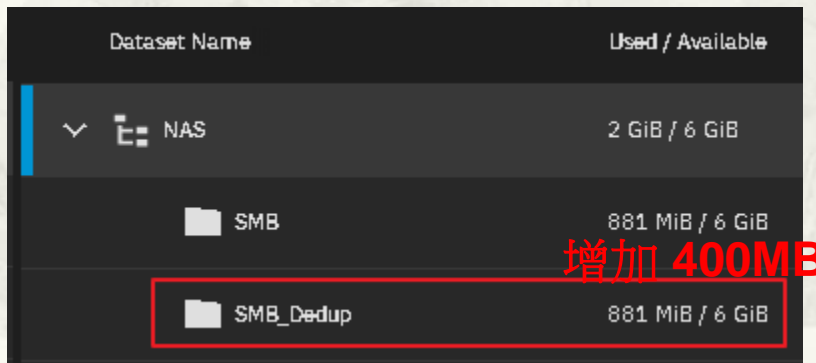 Dataset Name Used / Available
NAS 2 GiB / 6 GiB
SMB 881 MiB / 6 GiB
增加 400MB
SMB_Dedup 881 MiB / 6 GiB